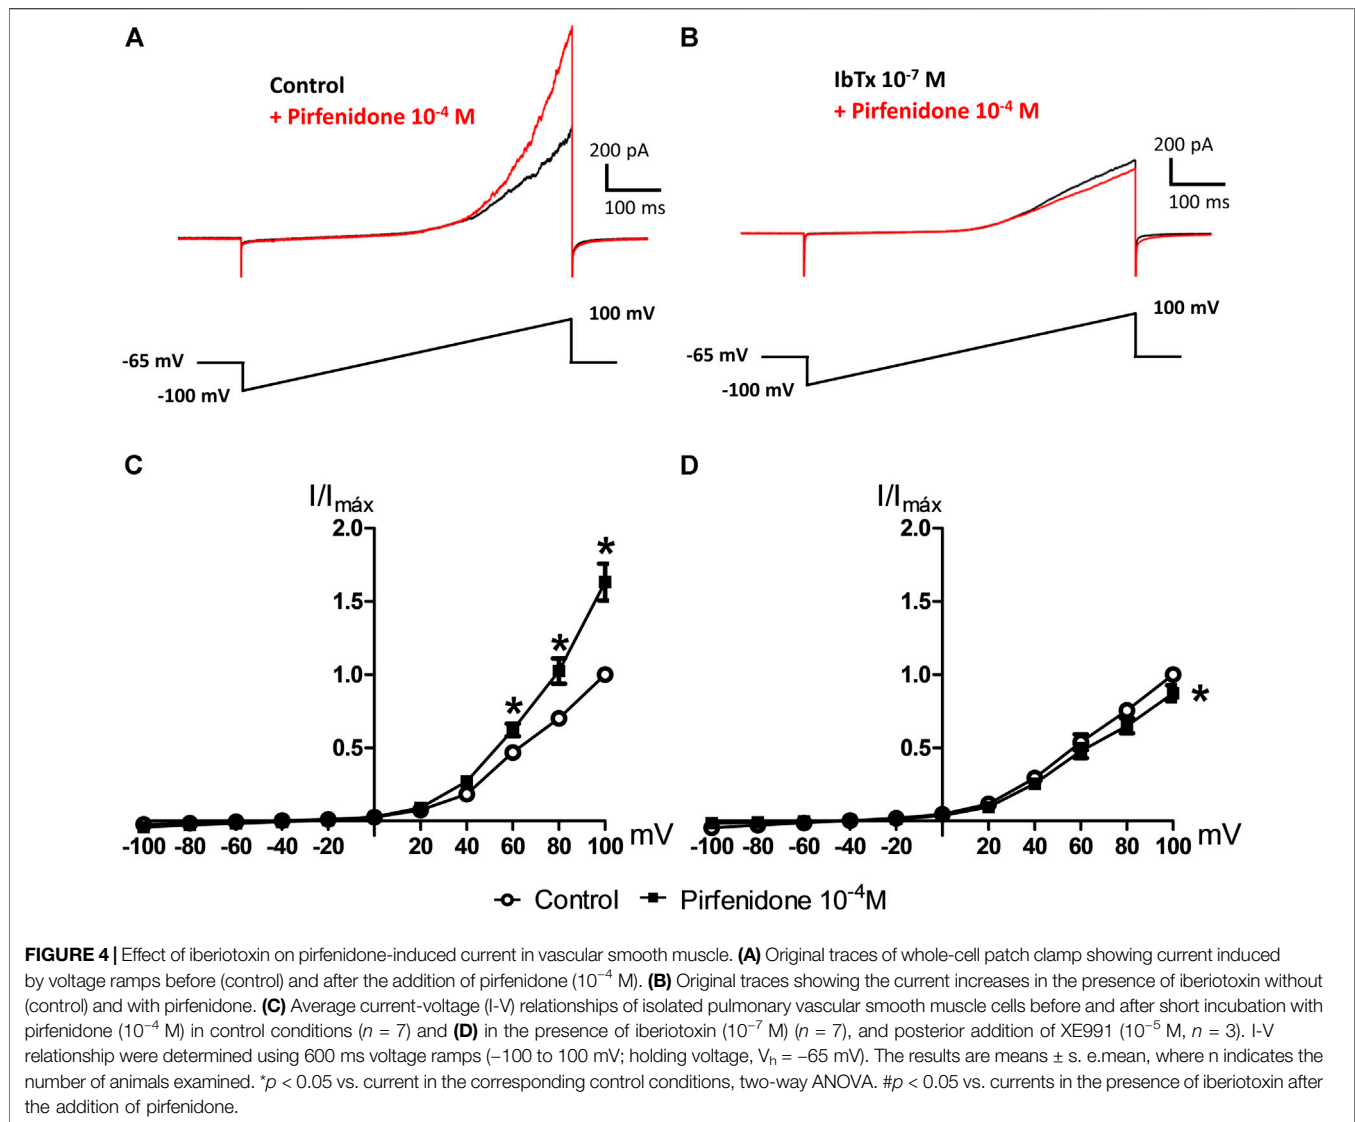 A
Control
+ Pirfenidone 10⁻⁴ M
200 pA
100 ms
100 mV
-65 mV
-100 mV
B
IbTx 10⁻⁷ M
+ Pirfenidone 10⁻⁴ M
200 pA
100 ms
100 mV
-65 mV
-100 mV
C
I/Imáx
2.0
1.5
1.0
0.5
* * *
-100 -80 -60 -40 -20 20 40 60 80 100 mV
D
I/Imáx
2.0
1.5
1.0
0.5
*
-100 -80 -60 -40 -20 20 40 60 80 100 mV
Control Pirfenidone 10⁻⁴M
FIGURE 4 | Effect of iberiotoxin on pirfenidone-induced current in vascular smooth muscle. (A) Original traces of whole-cell patch clamp showing current induced
by voltage ramps before (control) and after the addition of pirfenidone (10⁻⁴ M). (B) Original traces showing the current increases in the presence of iberiotoxin without
(control) and with pirfenidone. (C) Average current-voltage (I-V) relationships of isolated pulmonary vascular smooth muscle cells before and after short incubation with
pirfenidone (10⁻⁴ M) in control conditions (n = 7) and (D) in the presence of iberiotoxin (10⁻⁷ M) (n = 7), and posterior addition of XE991 (10⁻⁵ M, n = 3). I-V
relationship were determined using 600 ms voltage ramps (−100 to 100 mV; holding voltage, Vh = −65 mV). The results are means ± s. e.mean, where n indicates the
number of animals examined. *p < 0.05 vs. current in the corresponding control conditions, two-way ANOVA. #p < 0.05 vs. currents in the presence of iberiotoxin after
the addition of pirfenidone.